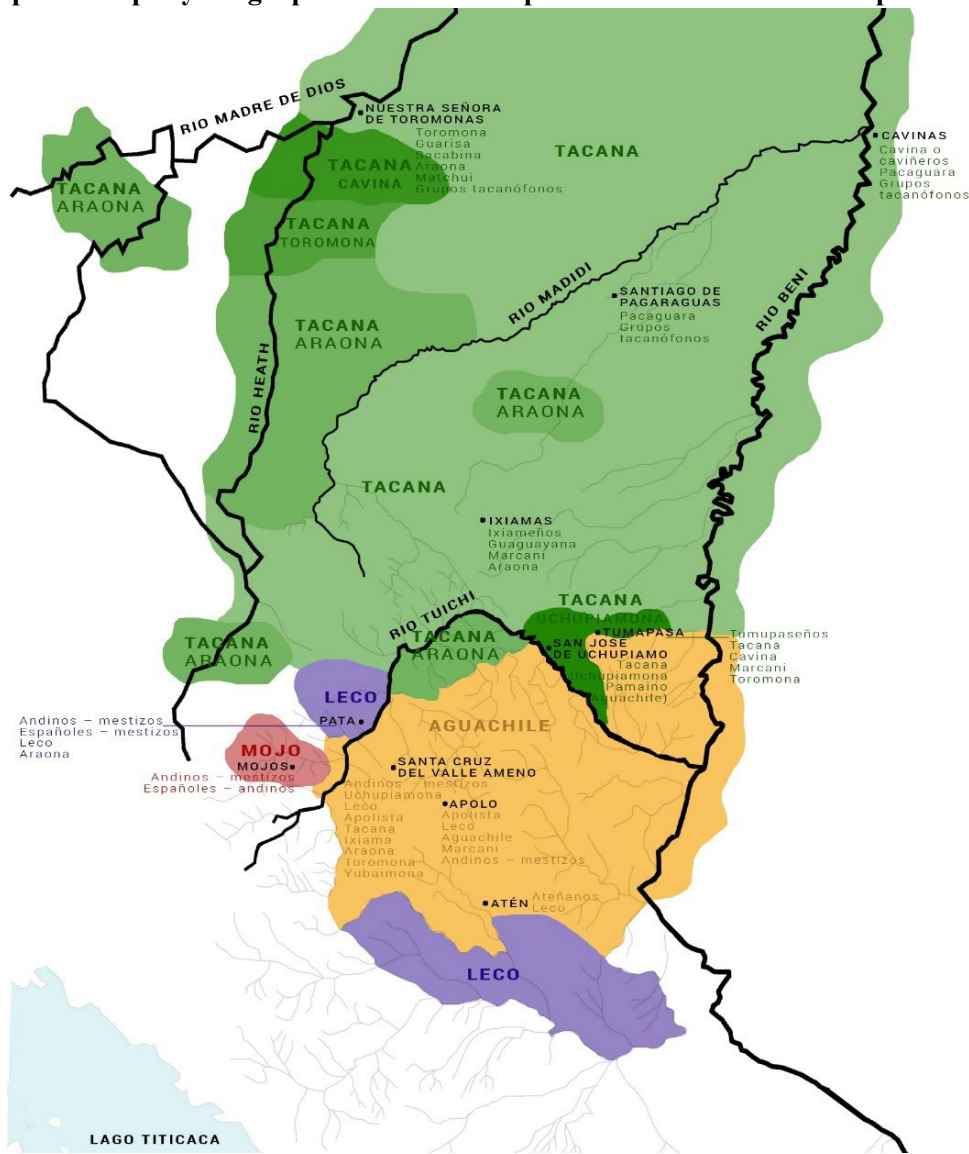 RIO MADRE DE DIOS
NUESTRA SEÑORA
DE TOROMONAS
Toromona
Guarisa
Sacabina
Araona
Matchui
Grupos tacanófonos
TACANA
CAVINA
TACANA
ARAONA
TACANA
TOROMONA
TACANA
CAVINAS
Cavina o
caviñeros
Pacaguara
Grupos
tacanófonos
RIO MADIDI
RIO BENI
RIO HEATH
SANTIAGO DE
PAGARAGUAS
Pacaguara
Grupos
tacanófonos
TACANA
ARAONA
TACANA
ARAONA
TACANA
IXIAMAS
Ixiameños
Guaguayana
Marcani
Araona
RIO TUICHI
TACANA
UCHUPIAMONA
TUMAPASA
Tumupaseños
Tacana
Cavina
Marcani
Toromona
SAN JOSE
DE UCHUPIAMO
Tacana
Uchupiamona
Pamaino
(Aguachile)
TACANA
ARAONA
TACANA
ARAONA
LECO
PATA
Andinos – mestizos
Españoles – mestizos
Leco
Araona
MOJO
MOJOS
Andinos – mestizos
Españoles – andinos
AGUACHILE
SANTA CRUZ
DEL VALLE AMENO
Andinos – mestizos
Uchupiamona
Leco
Apolista
Tacana
Ixiama
Araona
Toromona
Yubaimona
APOLO
Apolista
Leco
Aguachile
Marcani
Andinos – mestizos
ATÉN
Ateñanos
Leco
LECO
LAGO TITICACA